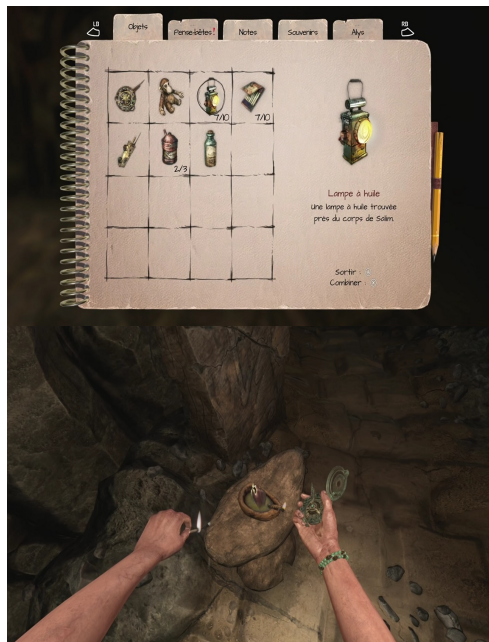 LB
Objets
Pense-bêtes!
Notes
Souvenirs
Alys
RB
7/10
7/10
2/3
Lampe à huile
Une lampe à huile trouvée
près du corps de Salim.
Sortir :
Combiner :